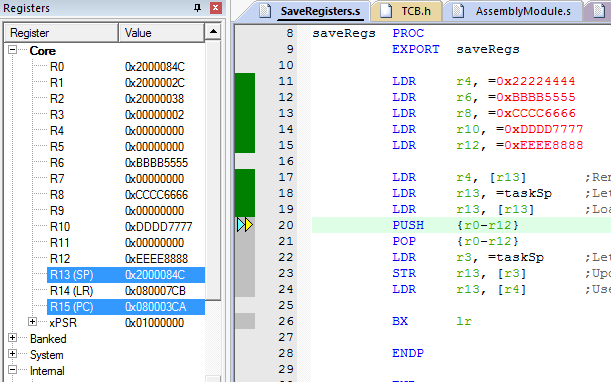 Registers
Register Value
Core
R0 0x2000084C
R1 0x2000002C
R2 0x20000038
R3 0x00000002
R4 0x00000000
R5 0x00000000
R6 0xBBBB5555
R7 0x00000000
R8 0xCCCC6666
R9 0x00000000
R10 0xDDDD7777
R11 0x00000000
R12 0xEEEE8888
R13 (SP) 0x2000084C
R14 (LR) 0x080007CB
R15 (PC) 0x080003CA
xPSR 0x01000000
Banked
System
Internal
SaveRegisters.s TCB.h AssemblyModule.s
8 saveRegs PROC
9 EXPORT saveRegs
10
11 LDR r4, =0x22224444
12 LDR r6, =0xBBBB5555
13 LDR r8, =0xCCCC6666
14 LDR r10, =0xDDDD7777
15 LDR r12, =0xEEEE8888
16
17 LDR r4, [r13]
18 LDR r13, =taskSp ;Let
19 LDR r13, [r13] ;Loa
20 PUSH {r0-r12}
21 POP {r0-r12}
22 LDR r3, =taskSp ;Let
23 STR r13, [r3] ;Upd
24 LDR r13, [r4] ;Use
25
26 BX lr
27
28 ENDP
29